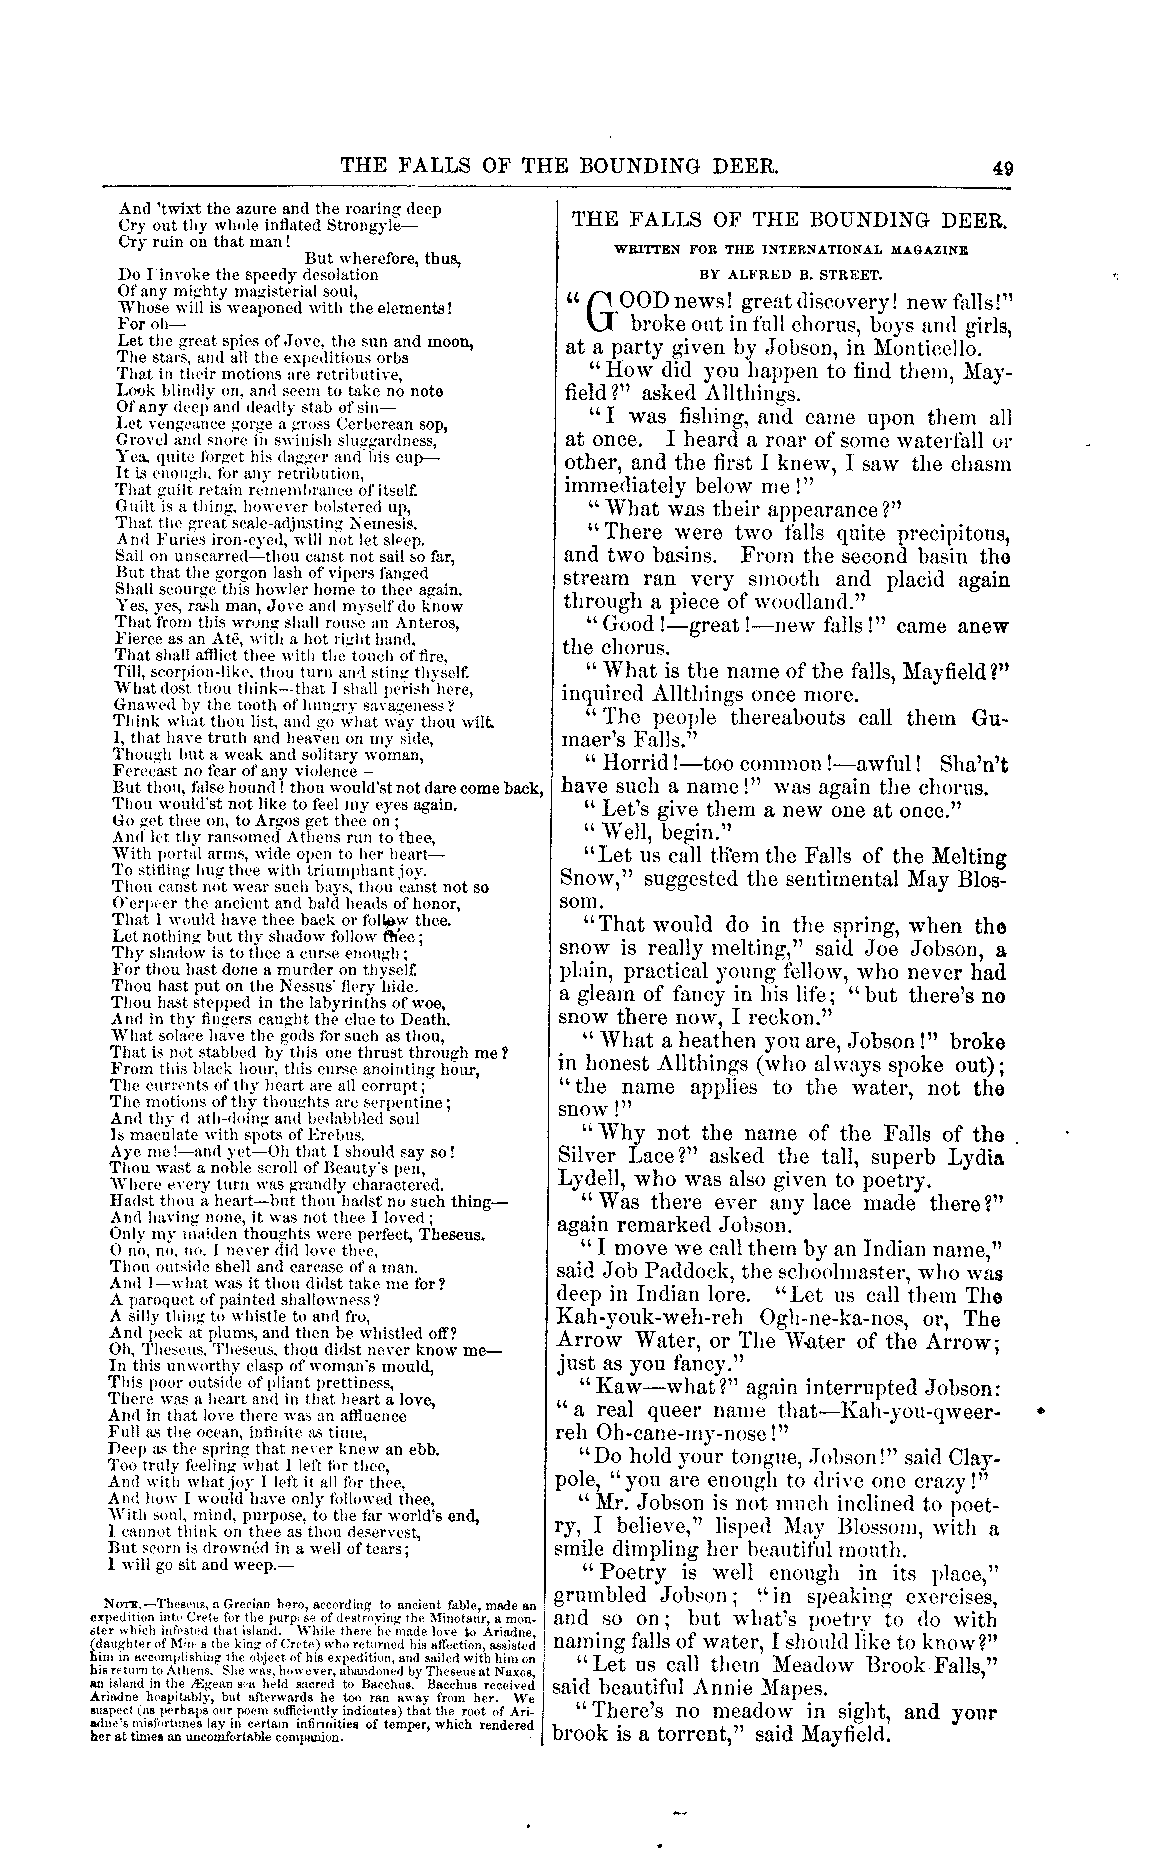 THE FALLS OF THE BOUNDING DEER. 49
And 'twixt the azure and the roaring deep
Cry out thy whole inflated Strongyle—
Cry ruin on that man!
But wherefore, thus,
Do I invoke the speedy desolation
Of any mighty magisterial soul,
Whose will is weaponed with the elements!
For oh—
Let the great spies of Jove, the sun and moon,
The stars, and all the expeditious orbs
That in their motions are retributive,
Look blindly on, and seem to take no note
Of any deep and deadly stab of sin—
Let vengeance gorge a gross Cerberean sop,
Grovel and snore in swinish sluggardness,
Yea, quite forget his dagger and his cup—
It is enough, for any retribution,
That guilt retain remembrance of itself.
Guilt is a thing, however bolstered up,
That the great scale-adjusting Nemesis,
And Furies iron-eyed, will not let sleep.
Sail on unscarred—thou canst not sail so far,
But that the gorgon lash of vipers fanged
Shall scourge this howler home to thee again.
Yes, yes, rash man, Jove and myself do know
That from this wrong shall rouse an Anteros,
Fierce as an Atê, with a hot right hand,
That shall afflict thee with the touch of fire,
Till, scorpion-like, thou turn and sting thyself.
What dost thou think—that I shall perish here,
Gnawed by the tooth of hungry savageness?
Think what thou list, and go what way thou wilt.
I, that have truth and heaven on my side,
Though but a weak and solitary woman,
Forecast no fear of any violence –
But thou, false hound! thou would'st not dare come back,
Thou would'st not like to feel my eyes again.
Go get thee on, to Argos get thee on;
And let thy ransomed Athens run to thee,
With portal arms, wide open to her heart—
To stifling hug thee with triumphant joy.
Thou canst not wear such bays, thou canst not so
O'erpeer the ancient and bald heads of honor,
That I would have thee back or follow thee.
Let nothing but thy shadow follow thee;
Thy shadow is to thee a curse enough;
For thou hast done a murder on thyself.
Thou hast put on the Nessus' fiery hide.
Thou hast stepped in the labyrinths of woe,
And in thy fingers caught the clue to Death.
What solace have the gods for such as thou,
That is not stabbed by this one thrust through me?
From this black hour, this curse anointing hour,
The currents of thy heart are all corrupt;
The motions of thy thoughts are serpentine;
And thy d ath-doing and bedabbled soul
Is maculate with spots of Erebus.
Aye me!—and yet—Oh that I should say so!
Thou wast a noble scroll of Beauty's pen,
Where every turn was grandly charactered.
Hadst thou a heart—but thou hadst no such thing—
And having none, it was not thee I loved;
Only my maiden thoughts were perfect, Theseus.
O no, no, no, I never did love thee,
Thou outside shell and carcase of a man.
And I—what was it thou didst take me for?
A paroquet of painted shallowness?
A silly thing to whistle to and fro,
And peck at plums, and then be whistled off?
Oh, Theseus, Theseus, thou didst never know me—
In this unworthy clasp of woman's mould,
This poor outside of pliant prettiness,
There was a heart and in that heart a love,
And in that love there was an affluence
Full as the ocean, infinite as time,
Deep as the spring that never knew an ebb.
Too truly feeling what I left for thee,
And with what joy I left it all for thee,
And how I would have only followed thee,
With soul, mind, purpose, to the far world's end,
I cannot think on thee as thou deservest,
But scorn is drownéd in a well of tears;
I will go sit and weep.—
NOTE.—Theseus, a Grecian hero, according to ancient fable, made an
expedition into Crete for the purp se of destroying the Minotaur, a mon-
ster which infested that island. While there he made love to Ariadne,
(daughter of Min s the king of Crete) who returned his affection, assisted
him in accomplishing the object of his expedition, and sailed with him on
his return to Athens. She was, however, abandoned by Theseus at Naxos,
an island in the Ægean sea held sacred to Bacchus. Bacchus received
Ariadne hospitably, but afterwards he too ran away from her. We
suspect (as perhaps our poem sufficiently indicates) that the root of Ari-
adne's misfortunes lay in certain infirmities of temper, which rendered
her at times an uncomfortable companion.
THE FALLS OF THE BOUNDING DEER.
WRITTEN FOR THE INTERNATIONAL MAGAZINE
BY ALFRED B. STREET.
"GOOD news! great discovery! new falls!"
broke out in full chorus, boys and girls,
at a party given by Jobson, in Monticello.
"How did you happen to find them, May-
field?" asked Allthings.
"I was fishing, and came upon them all
at once. I heard a roar of some waterfall or
other, and the first I knew, I saw the chasm
immediately below me!"
"What was their appearance?"
"There were two falls quite precipitous,
and two basins. From the second basin the
stream ran very smooth and placid again
through a piece of woodland."
"Good!—great!—new falls!" came anew
the chorus.
"What is the name of the falls, Mayfield?"
inquired Allthings once more.
"The people thereabouts call them Gu-
maer's Falls."
"Horrid!—too common!—awful! Sha'n't
have such a name!" was again the chorus.
"Let's give them a new one at once."
"Well, begin."
"Let us call them the Falls of the Melting
Snow," suggested the sentimental May Blos-
som.
"That would do in the spring, when the
snow is really melting," said Joe Jobson, a
plain, practical young fellow, who never had
a gleam of fancy in his life; "but there's no
snow there now, I reckon."
"What a heathen you are, Jobson!" broke
in honest Allthings (who always spoke out);
"the name applies to the water, not the
snow!"
"Why not the name of the Falls of the
Silver Lace?" asked the tall, superb Lydia
Lydell, who was also given to poetry.
"Was there ever any lace made there?"
again remarked Jobson.
"I move we call them by an Indian name,"
said Job Paddock, the schoolmaster, who was
deep in Indian lore. "Let us call them The
Kah-youk-weh-reh Ogh-ne-ka-nos, or, The
Arrow Water, or The Water of the Arrow;
just as you fancy."
"Kaw—what?" again interrupted Jobson:
"a real queer name that—Kah-you-qweer-
reh Oh-cane-my-nose!"
"Do hold your tongue, Jobson!" said Clay-
pole, "you are enough to drive one crazy!"
"Mr. Jobson is not much inclined to poet-
ry, I believe," lisped May Blossom, with a
smile dimpling her beautiful mouth.
"Poetry is well enough in its place,"
grumbled Jobson; "in speaking exercises,
and so on; but what's poetry to do with
naming falls of water, I should like to know?"
"Let us call them Meadow Brook Falls,"
said beautiful Annie Mapes.
"There's no meadow in sight, and your
brook is a torrent," said Mayfield.